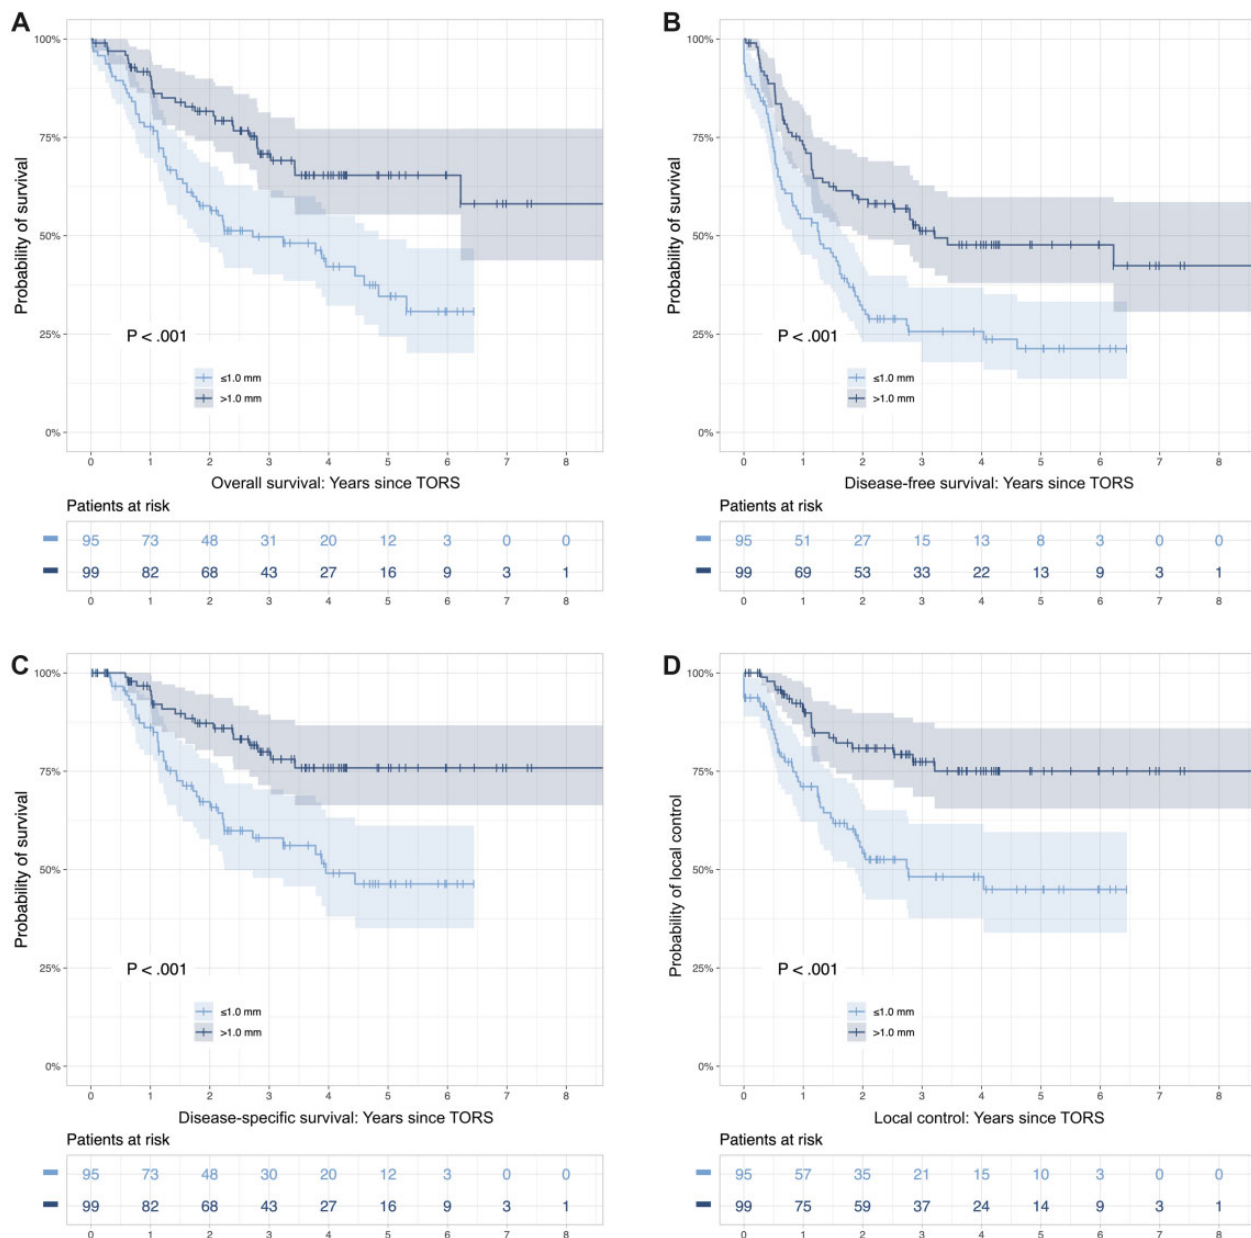 A
Probability of survival
100%
75%
50%
25%
0%
P < .001
≤1.0 mm
>1.0 mm
0 1 2 3 4 5 6 7 8
Overall survival: Years since TORS
Patients at risk
95 73 48 31 20 12 3 0 0
99 82 68 43 27 16 9 3 1
0 1 2 3 4 5 6 7 8
B
Probability of survival
100%
75%
50%
25%
0%
P < .001
≤1.0 mm
>1.0 mm
0 1 2 3 4 5 6 7 8
Disease-free survival: Years since TORS
Patients at risk
95 51 27 15 13 8 3 0 0
99 69 53 33 22 13 9 3 1
0 1 2 3 4 5 6 7 8
C
Probability of survival
100%
75%
50%
25%
0%
P < .001
≤1.0 mm
>1.0 mm
0 1 2 3 4 5 6 7 8
Disease-specific survival: Years since TORS
Patients at risk
95 73 48 30 20 12 3 0 0
99 82 68 43 27 16 9 3 1
0 1 2 3 4 5 6 7 8
D
Probability of local control
100%
75%
50%
25%
0%
P < .001
≤1.0 mm
>1.0 mm
0 1 2 3 4 5 6 7 8
Local control: Years since TORS
Patients at risk
95 57 35 21 15 10 3 0 0
99 75 59 37 24 14 9 3 1
0 1 2 3 4 5 6 7 8